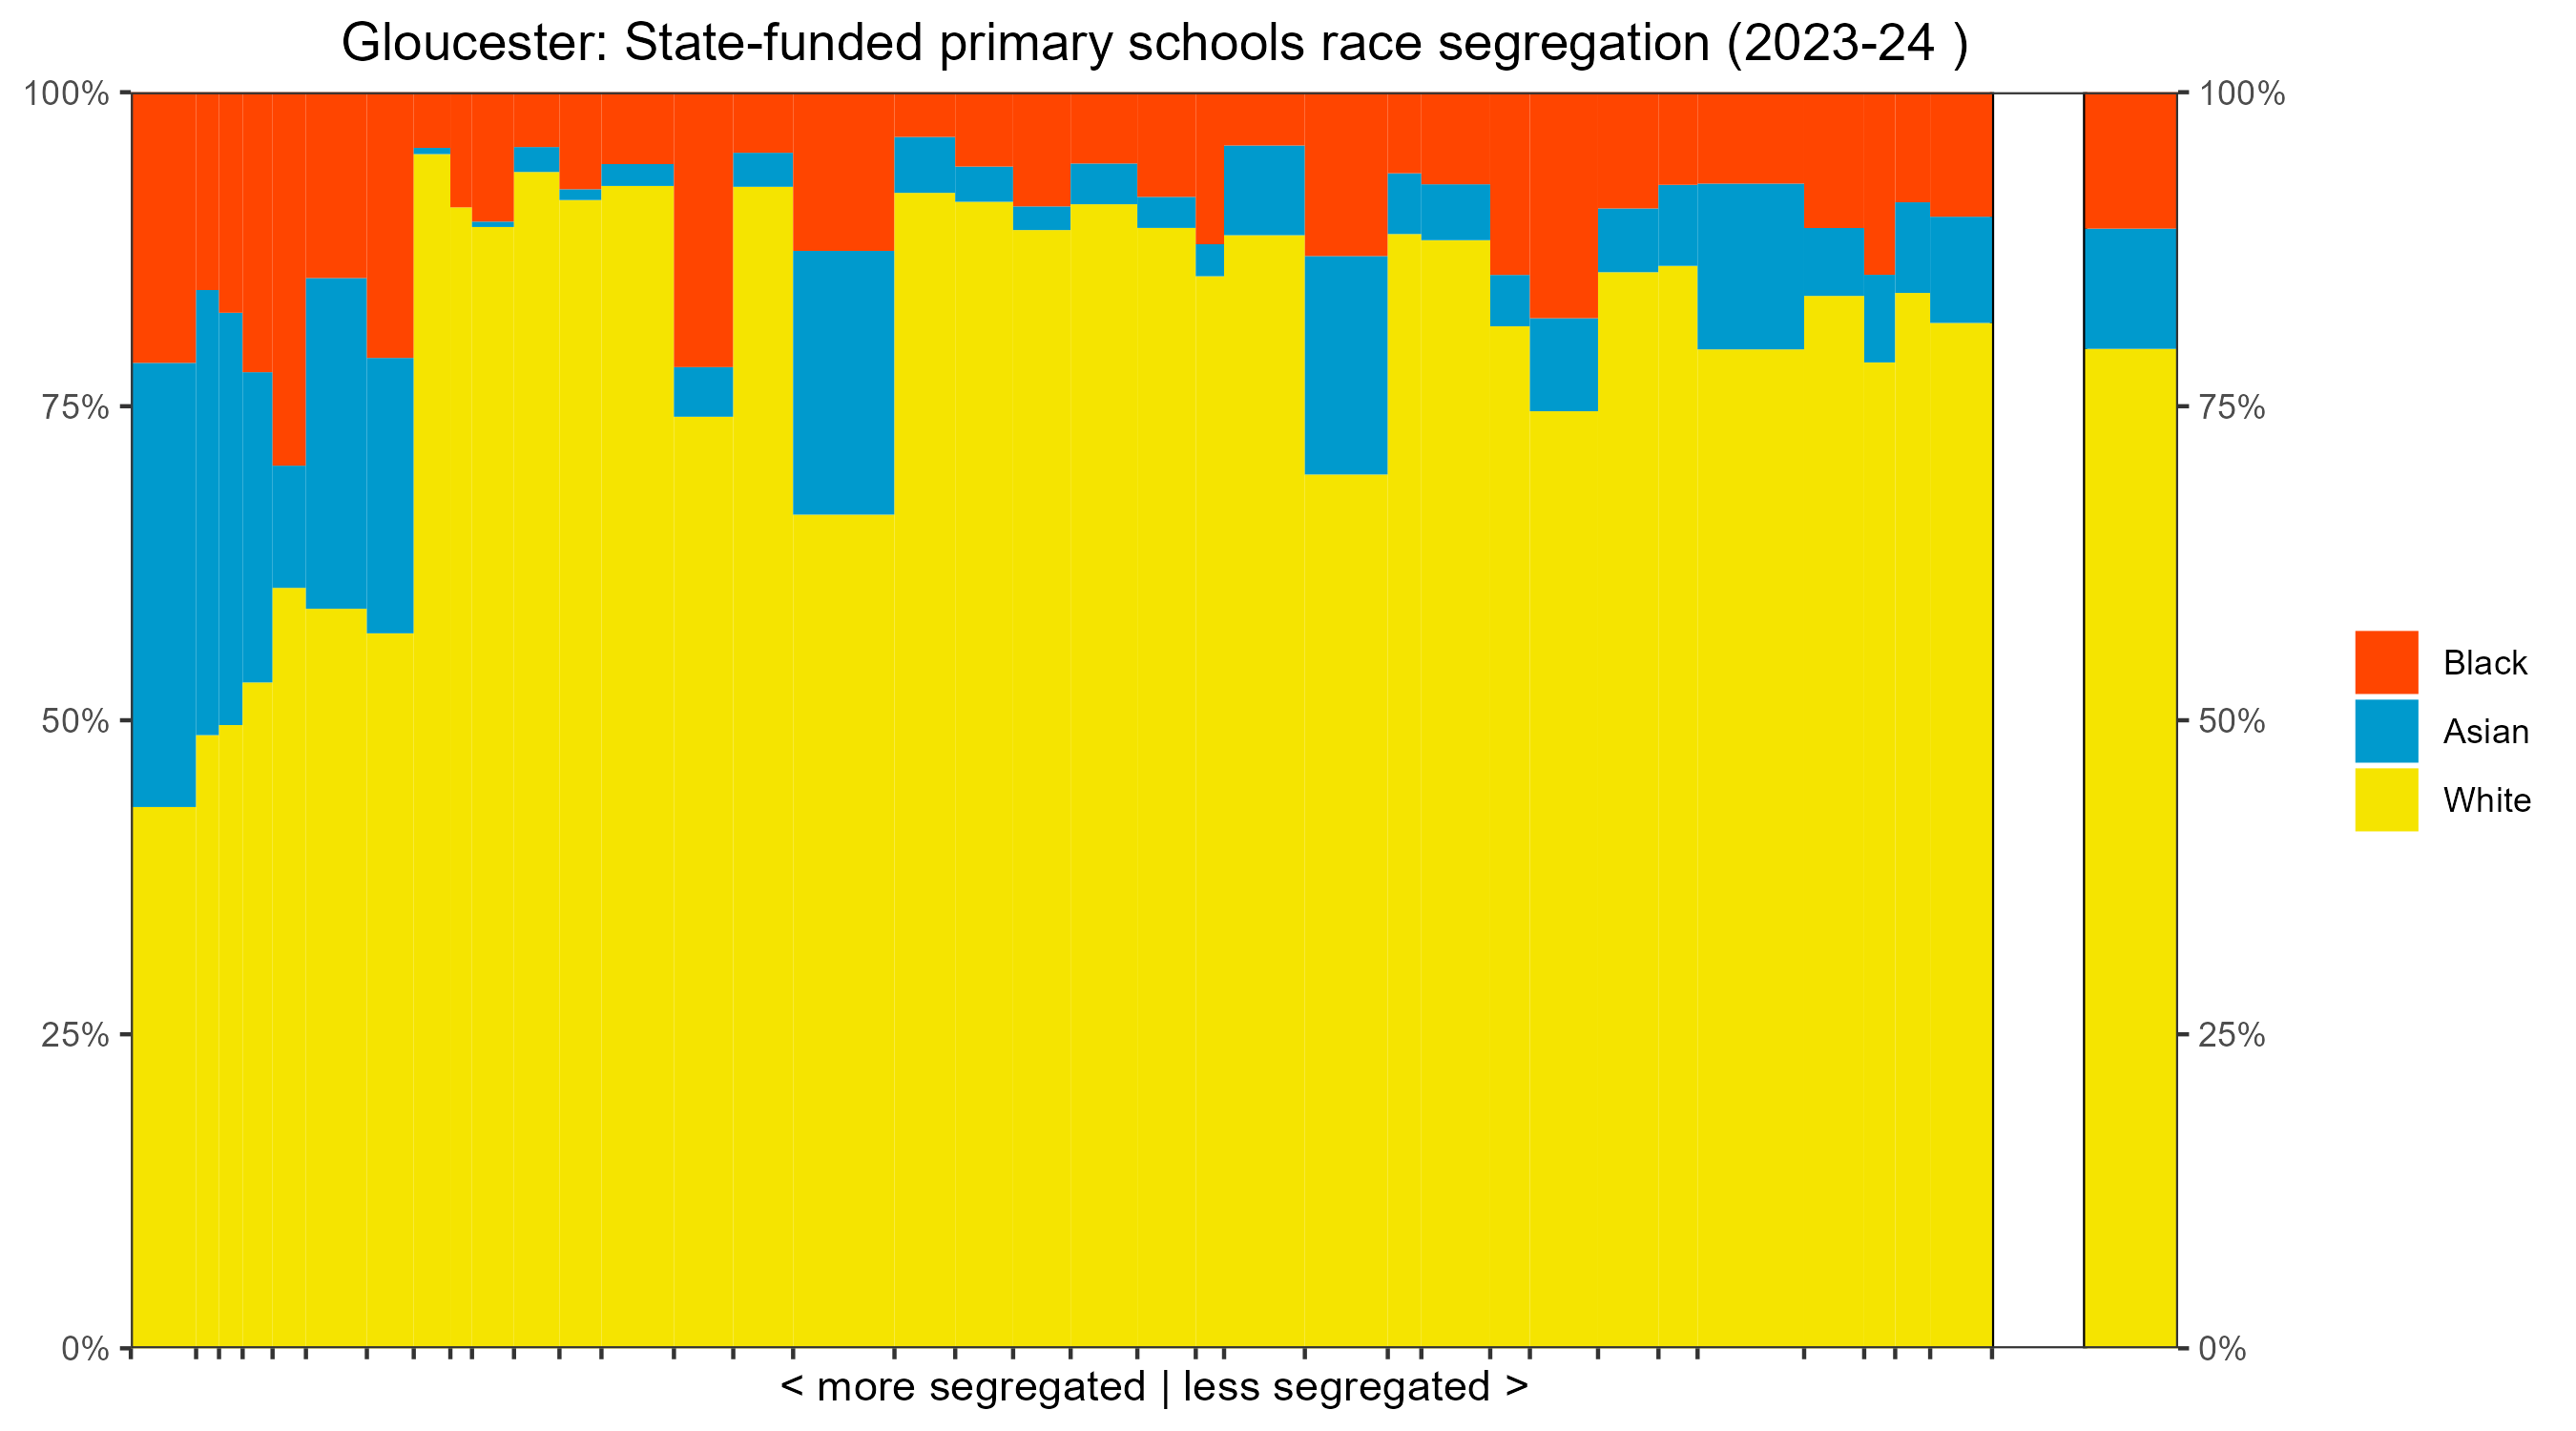 Gloucester: State-funded primary schools race segregation (2023-24 )
100%
75%
50%
25%
0%
100%
75%
50%
25%
0%
Black
Asian
White
< more segregated | less segregated >